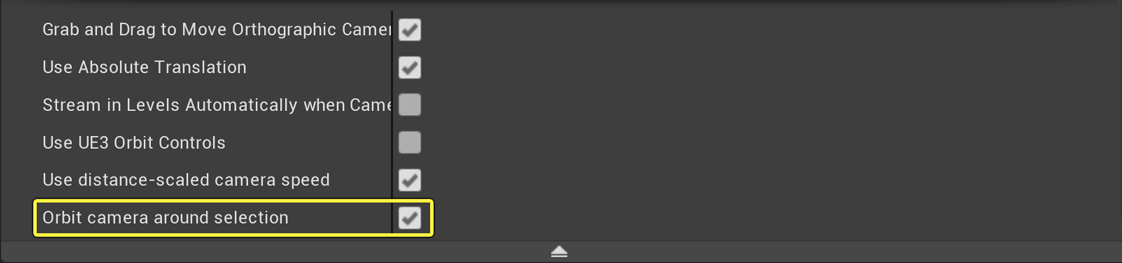 Grab and Drag to Move Orthographic Camer
Use Absolute Translation
Stream in Levels Automatically when Came
Use UE3 Orbit Controls
Use distance-scaled camera speed
Orbit camera around selection